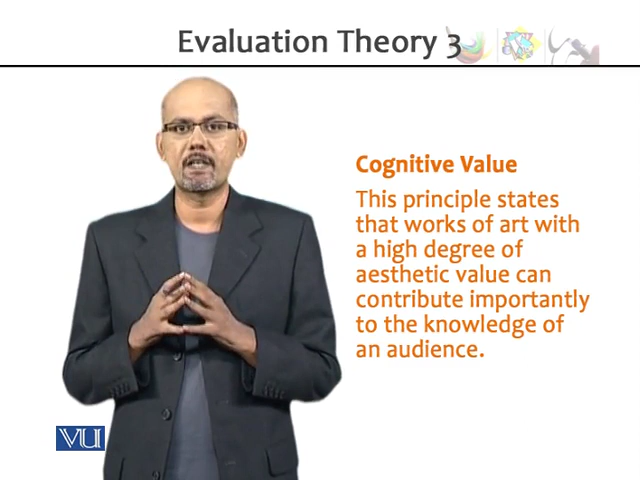 Evaluation Theory 3
Cognitive Value
This principle states
that works of art with
a high degree of
aesthetic value can
contribute importantly
to the knowledge of
an audience.
VU